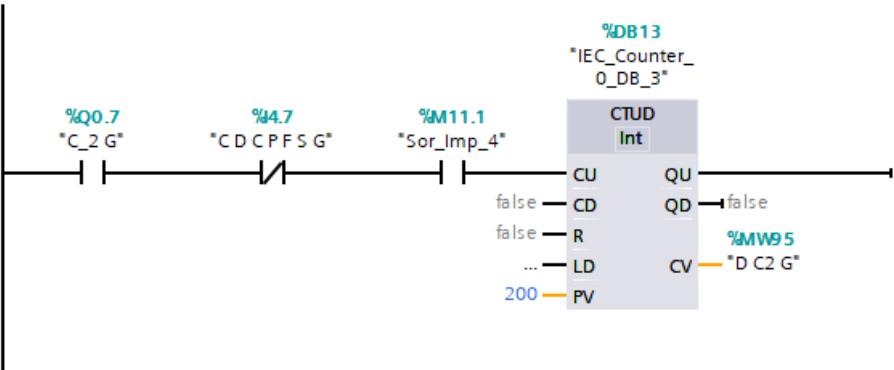 %DB13
"IEC_Counter_
0_DB_3"
%Q0.7 %I4.7 %M11.1 CTUD
"C_2 G" "C D C P F S G" "Sor_Imp_4" Int
CU QU
false CD QD false
false R %MW95
... LD CV "D C2 G"
200 PV